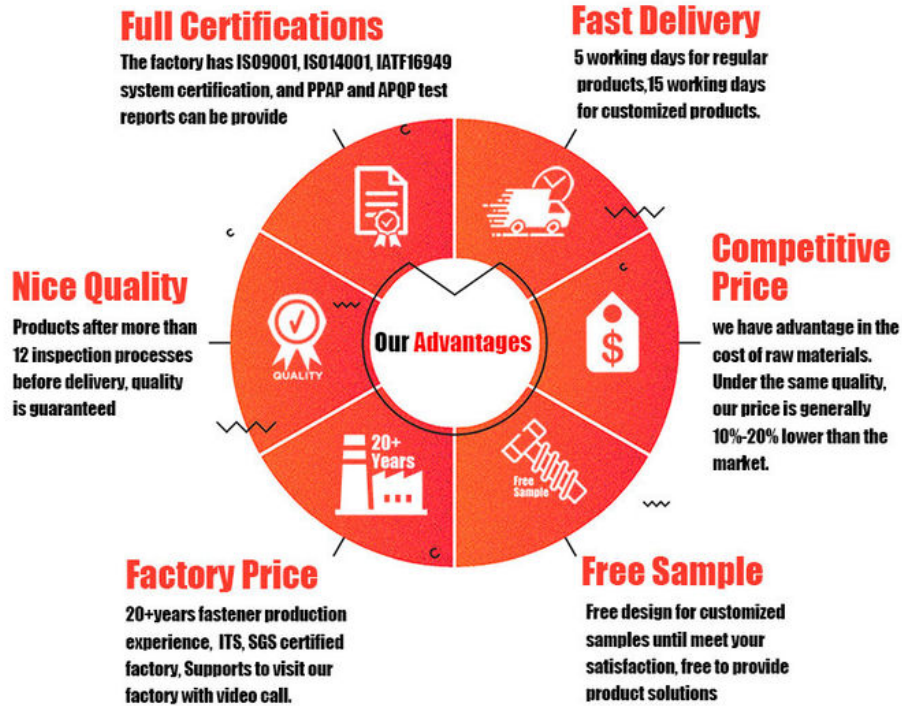 Full Certifications
The factory has ISO9001, ISO14001, IATF16949
system certification, and PPAP and APQP test
reports can be provide
Fast Delivery
5 working days for regular
products,15 working days
for customized products.
Nice Quality
Products after more than
12 inspection processes
before delivery, quality
is guaranteed
QUALITY
Our Advantages
$
Competitive
Price
we have advantage in the
cost of raw materials.
Under the same quality,
our price is generally
10%-20% lower than the
market.
20+
Years
Free
Sample
Factory Price
20+years fastener production
experience, ITS, SGS certified
factory, Supports to visit our
factory with video call.
Free Sample
Free design for customized
samples until meet your
satisfaction, free to provide
product solutions